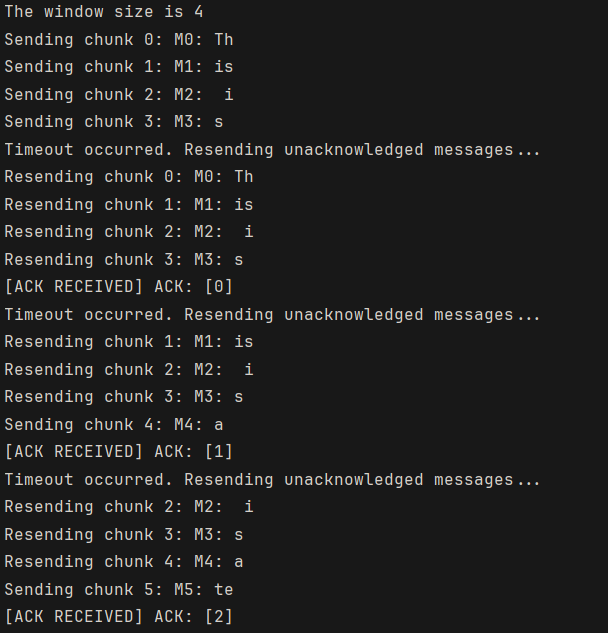 The window size is 4
Sending chunk 0: M0: Th
Sending chunk 1: M1: is
Sending chunk 2: M2:  i
Sending chunk 3: M3: s
Timeout occurred. Resending unacknowledged messages...
Resending chunk 0: M0: Th
Resending chunk 1: M1: is
Resending chunk 2: M2:  i
Resending chunk 3: M3: s
[ACK RECEIVED] ACK: [0]
Timeout occurred. Resending unacknowledged messages...
Resending chunk 1: M1: is
Resending chunk 2: M2:  i
Resending chunk 3: M3: s
Sending chunk 4: M4: a
[ACK RECEIVED] ACK: [1]
Timeout occurred. Resending unacknowledged messages...
Resending chunk 2: M2:  i
Resending chunk 3: M3: s
Resending chunk 4: M4: a
Sending chunk 5: M5: te
[ACK RECEIVED] ACK: [2]